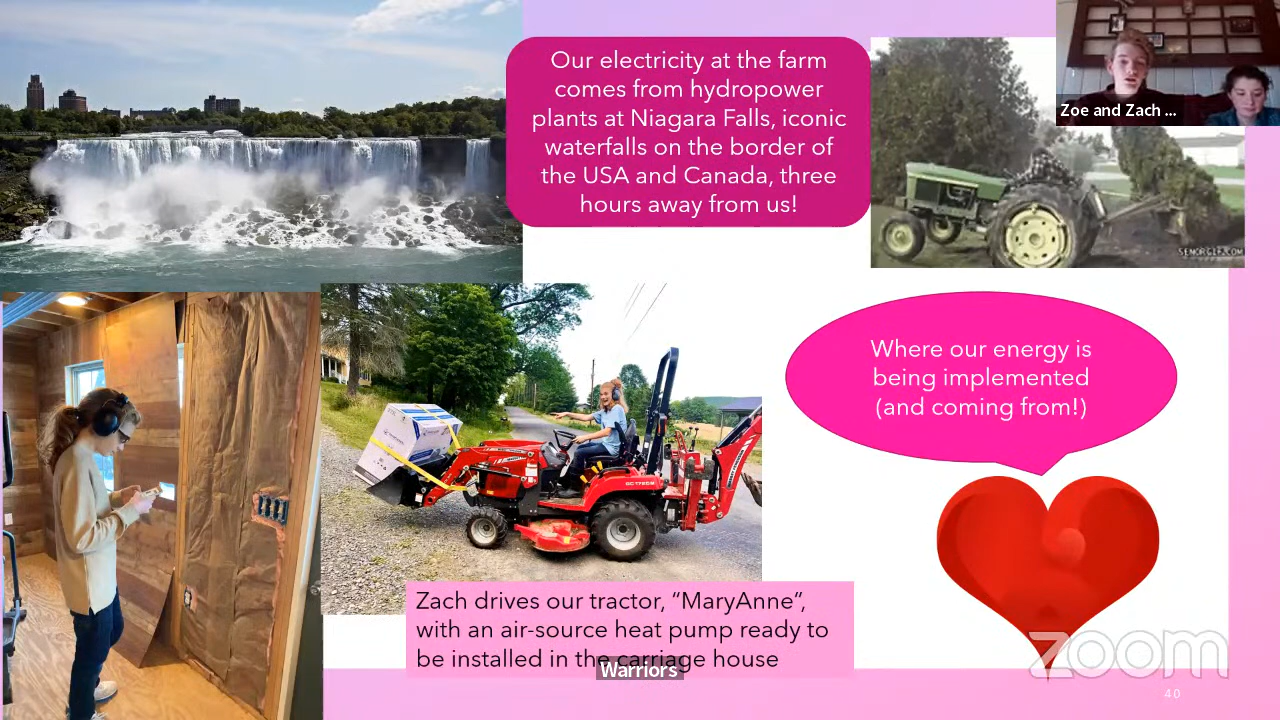 Our electricity at the farm
comes from hydropower
plants at Niagara Falls, iconic
waterfalls on the border of
the USA and Canada, three
hours away from us!
Zoe and Zach ...
SENORGIF.COM
Where our energy is
being implemented
(and coming from!)
Zach drives our tractor, “MaryAnne”,
with an air-source heat pump ready to
be installed in the carriage house
Warriors
zoom
40